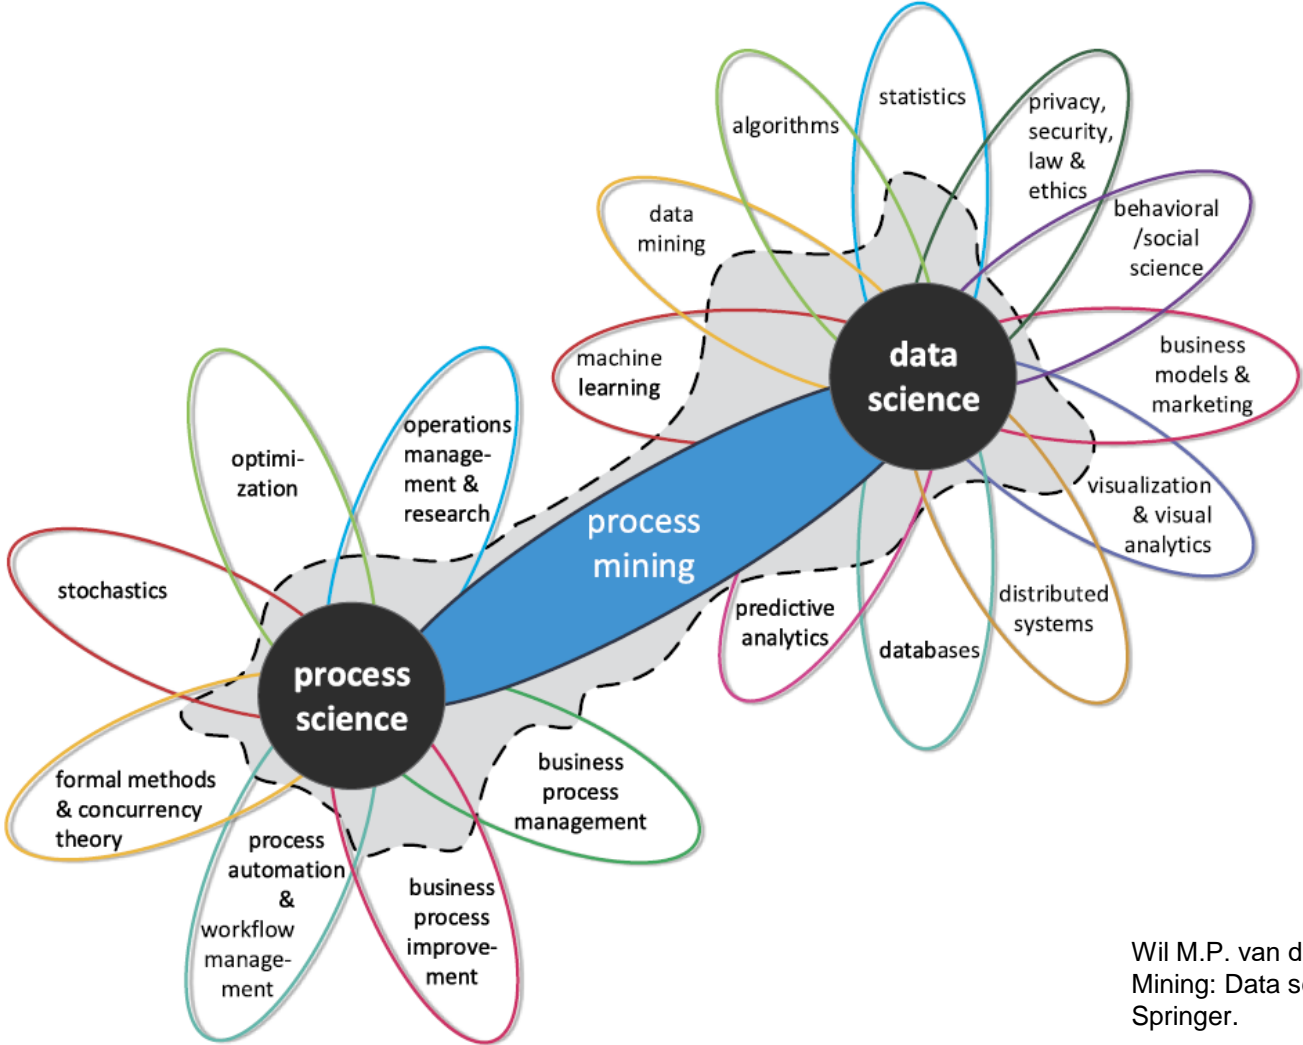 statistics
privacy,
security,
law &
ethics
algorithms
behavioral
/social
science
data
mining
business
models &
marketing
machine
learning
data
science
visualization
& visual
analytics
operations
manage-
ment &
research
optimi-
zation
process
mining
distributed
systems
predictive
analytics
databases
stochastics
process
science
formal methods
& concurrency
theory
business
process
management
process
automation
&
workflow
manage-
ment
business
process
improve-
ment
Wil M.P. van d
Mining: Data s
Springer.